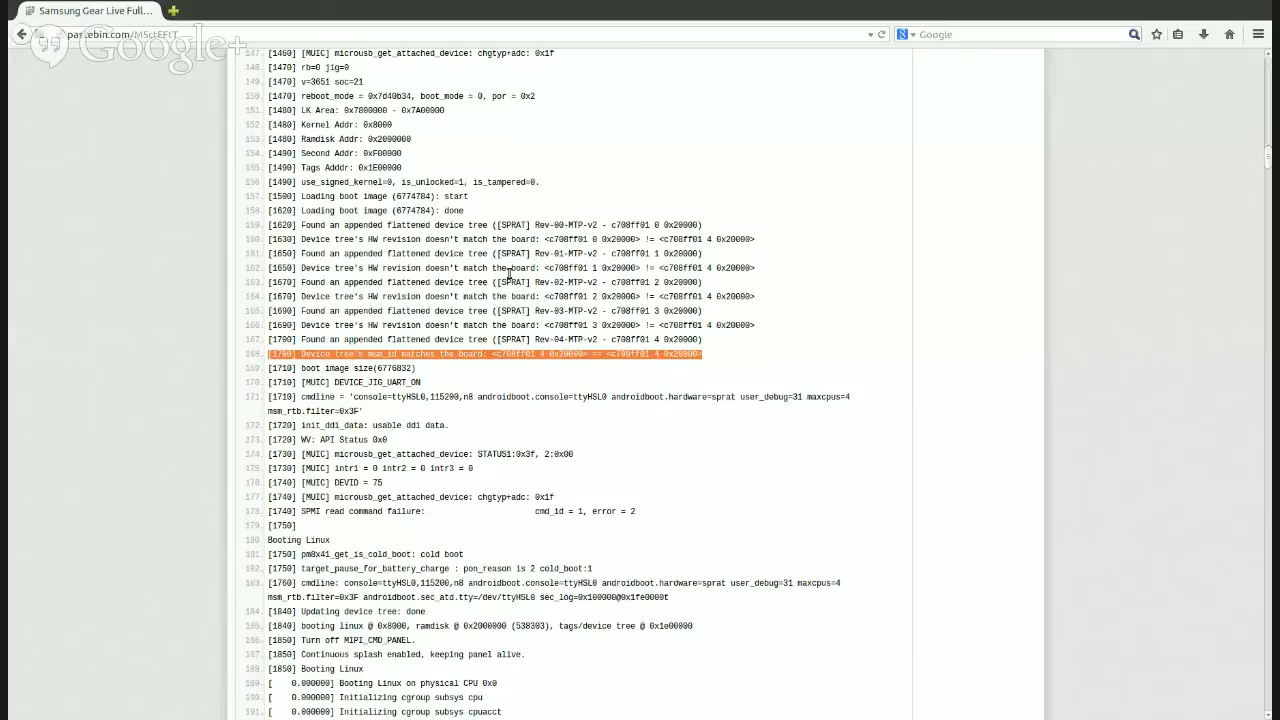 Samsung Gear Live Full...
pastebin.com/M5ctEFtT
Google+
Google
147. [1460] [MUIC] microusb_get_attached_device: chgtyp+adc: 0x1f
148. [1470] rb=0 jig=0
149. [1470] v=3651 soc=21
150. [1470] reboot_mode = 0x7d40b34, boot_mode = 0, por = 0x2
151. [1480] LK Area: 0x7800000 - 0x7A00000
152. [1480] Kernel Addr: 0x8000
153. [1480] Ramdisk Addr: 0x2000000
154. [1490] Second Addr: 0xF00000
155. [1490] Tags Adddr: 0x1E00000
156. [1490] use_signed_kernel=0, is_unlocked=1, is_tampered=0.
157. [1500] Loading boot image (6774784): start
158. [1620] Loading boot image (6774784): done
159. [1620] Found an appended flattened device tree ([SPRAT] Rev-00-MTP-v2 - c708ff01 0 0x20000)
160. [1630] Device tree's HW revision doesn't match the board: <c708ff01 0 0x20000> != <c708ff01 4 0x20000>
161. [1650] Found an appended flattened device tree ([SPRAT] Rev-01-MTP-v2 - c708ff01 1 0x20000)
162. [1650] Device tree's HW revision doesn't match the board: <c708ff01 1 0x20000> != <c708ff01 4 0x20000>
163. [1670] Found an appended flattened device tree ([SPRAT] Rev-02-MTP-v2 - c708ff01 2 0x20000)
164. [1670] Device tree's HW revision doesn't match the board: <c708ff01 2 0x20000> != <c708ff01 4 0x20000>
165. [1690] Found an appended flattened device tree ([SPRAT] Rev-03-MTP-v2 - c708ff01 3 0x20000)
166. [1690] Device tree's HW revision doesn't match the board: <c708ff01 3 0x20000> != <c708ff01 4 0x20000>
167. [1700] Found an appended flattened device tree ([SPRAT] Rev-04-MTP-v2 - c708ff01 4 0x20000)
168. [1700] Device tree's msm_id matches the board: <c708ff01 4 0x20000> == <c708ff01 4 0x20000>
169. [1710] boot image size(6776832)
170. [1710] [MUIC] DEVICE_JIG_UART_ON
171. [1710] cmdline = 'console=ttyHSL0,115200,n8 androidboot.console=ttyHSL0 androidboot.hardware=sprat user_debug=31 maxcpus=4
msm_rtb.filter=0x3F'
172. [1720] init_ddi_data: usable ddi data.
173. [1720] WV: API Status 0x0
174. [1730] [MUIC] microusb_get_attached_device: STATUS1:0x3f, 2:0x00
175. [1730] [MUIC] intr1 = 0 intr2 = 0 intr3 = 0
176. [1740] [MUIC] DEVID = 75
177. [1740] [MUIC] microusb_get_attached_device: chgtyp+adc: 0x1f
178. [1740] SPMI read command failure: cmd_id = 1, error = 2
179. [1750]
180. Booting Linux
181. [1750] pm8x41_get_is_cold_boot: cold boot
182. [1750] target_pause_for_battery_charge : pon_reason is 2 cold_boot:1
183. [1760] cmdline: console=ttyHSL0,115200,n8 androidboot.console=ttyHSL0 androidboot.hardware=sprat user_debug=31 maxcpus=4
msm_rtb.filter=0x3F androidboot.sec_atd.tty=/dev/ttyHSL0 sec_log=0x100000@0x1fe0000t
184. [1840] Updating device tree: done
185. [1840] booting linux @ 0x8000, ramdisk @ 0x2000000 (538303), tags/device tree @ 0x1e00000
186. [1850] Turn off MIPI_CMD_PANEL.
187. [1850] Continuous splash enabled, keeping panel alive.
188. [1850] Booting Linux
189. [ 0.000000] Booting Linux on physical CPU 0x0
190. [ 0.000000] Initializing cgroup subsys cpu
191. [ 0.000000] Initializing cgroup subsys cpuacct